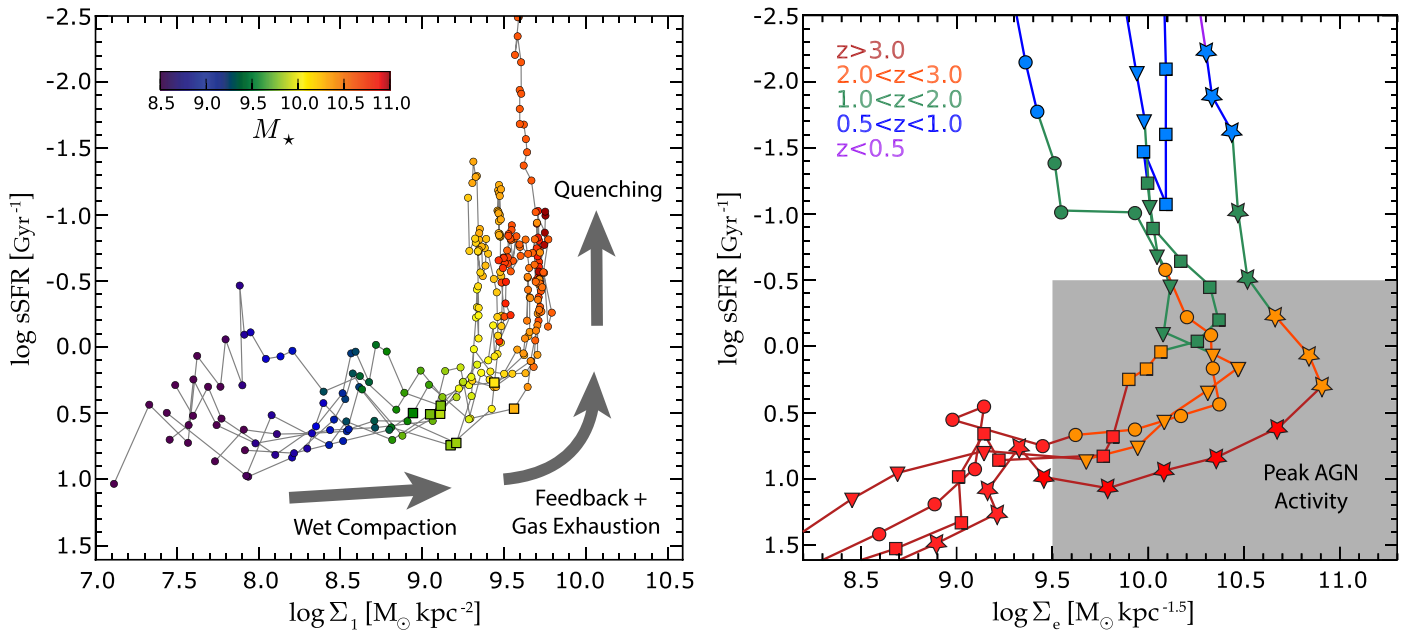 -2.5
-2.0
-1.5
-1.0
-0.5
0.0
0.5
1.0
1.5
log sSFR [Gyr⁻¹]
8.5 9.0 9.5 10.0 10.5 11.0
M⋆
Quenching
Wet Compaction
Feedback +
Gas Exhaustion
7.0 7.5 8.0 8.5 9.0 9.5 10.0 10.5
log Σ₁ [M☉ kpc⁻²]
-2.5
-2.0
-1.5
-1.0
-0.5
0.0
0.5
1.0
1.5
log sSFR [Gyr⁻¹]
z>3.0
2.0<z<3.0
1.0<z<2.0
0.5<z<1.0
z<0.5
Peak AGN
Activity
8.5 9.0 9.5 10.0 10.5 11.0
log Σₑ [M☉ kpc⁻¹·⁵]